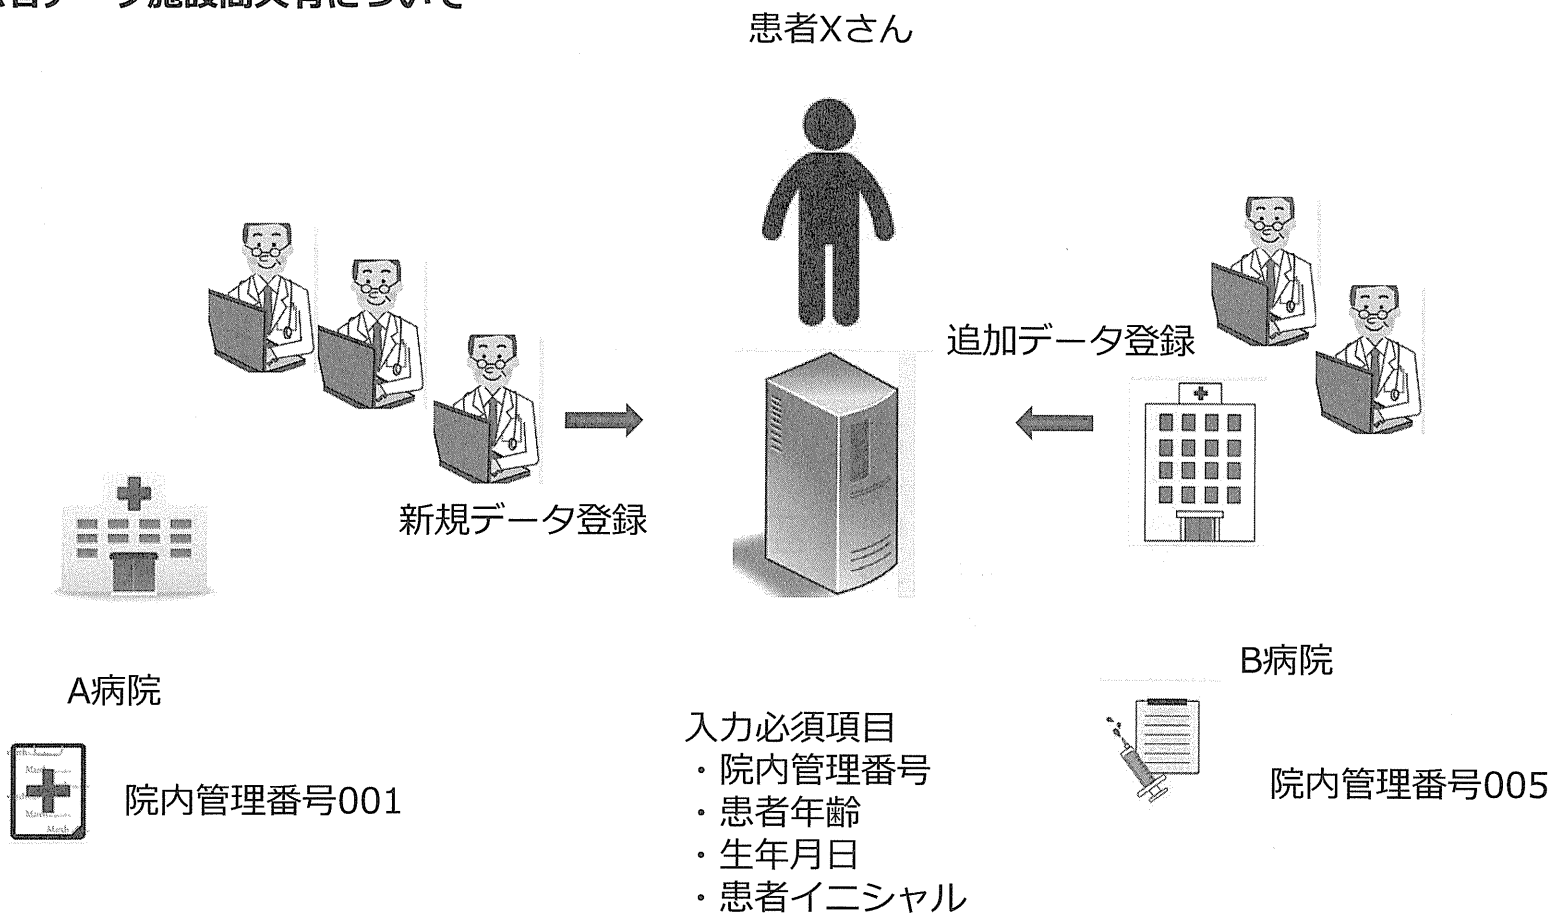 患者Xさん
追加データ登録
新規データ登録
A病院
B病院
院内管理番号001
入力必須項目
・院内管理番号
・患者年齢
・生年月日
・患者イニシャル
院内管理番号005